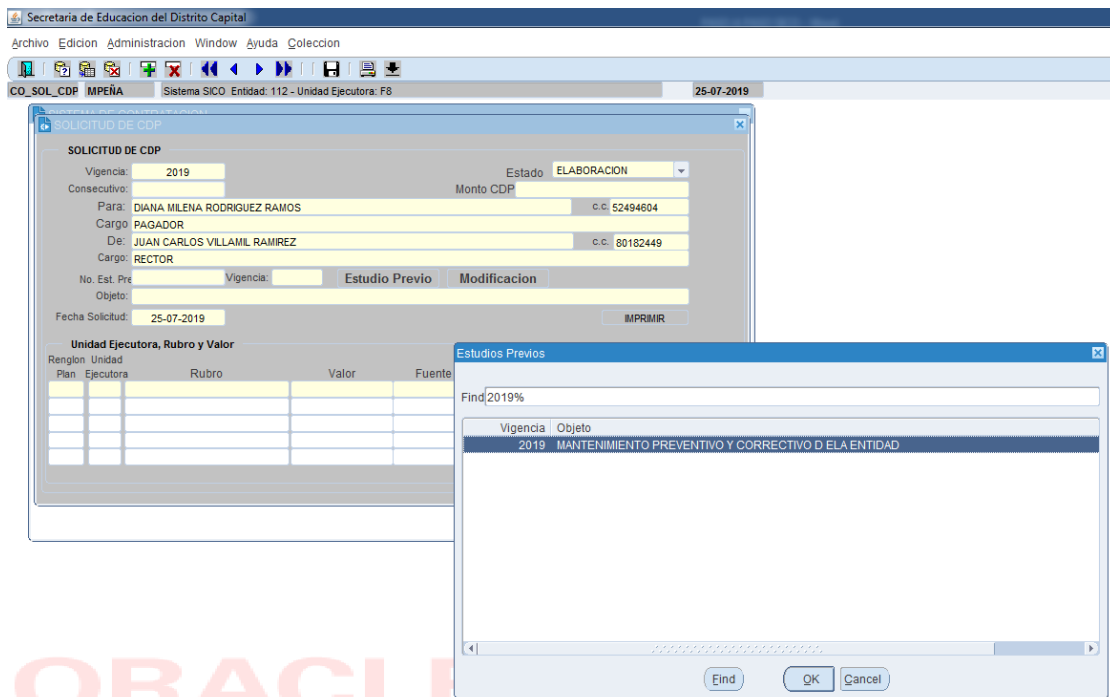 Secretaria de Educacion del Distrito Capital
Archivo Edicion Administracion Window Ayuda Coleccion
CO_SOL_CDP MPEÑA Sistema SICO Entidad: 112 - Unidad Ejecutora: F8 25-07-2019
SISTEMA DE CONTRATACION
SOLICITUD DE CDP
SOLICITUD DE CDP
Vigencia: 2019 Estado ELABORACION
Consecutivo: Monto CDP
Para: DIANA MILENA RODRIGUEZ RAMOS c.c. 52494604
Cargo PAGADOR
De: JUAN CARLOS VILLAMIL RAMIREZ c.c. 80182449
Cargo: RECTOR
No. Est. Pre Vigencia: Estudio Previo Modificacion
Objeto:
Fecha Solicitud: 25-07-2019 IMPRIMIR
Unidad Ejecutora, Rubro y Valor
Renglon Unidad
Plan Ejecutora Rubro Valor Fuente
Estudios Previos
Find 2019%
Vigencia Objeto
2019 MANTENIMIENTO PREVENTIVO Y CORRECTIVO D ELA ENTIDAD
Find OK Cancel
ORACLE